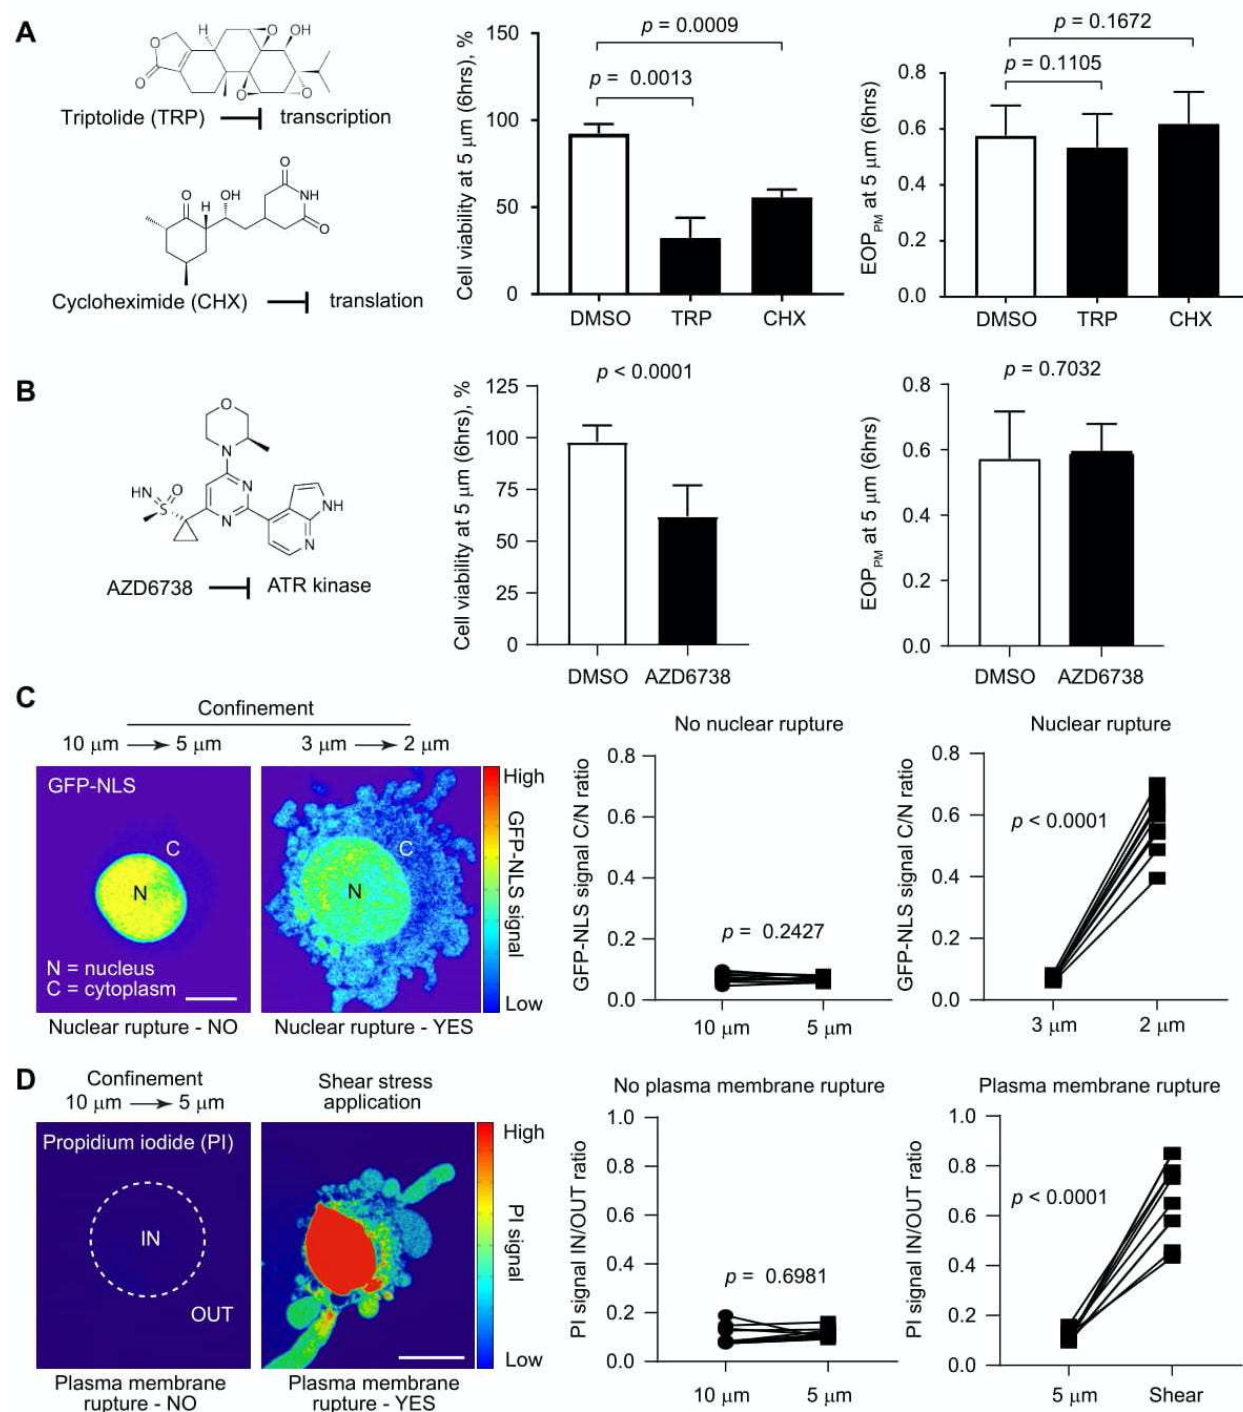 A
H
O
OH
O
O
O
O
Triptolide (TRP) transcription
O
OH
O
NH
H
O
Cycloheximide (CHX) translation
Cell viability at 5 μm (6hrs), %
150
100
50
0
p = 0.0009
p = 0.0013
DMSO TRP CHX
EOP_PM at 5 μm (6hrs)
0.8
0.6
0.4
0.2
0.0
p = 0.1672
p = 0.1105
DMSO TRP CHX
B
O
N
HN
O
S
N
N
NH
N
AZD6738 ATR kinase
Cell viability at 5 μm (6hrs), %
125
100
75
50
25
0
p < 0.0001
DMSO AZD6738
EOP_PM at 5 μm (6hrs)
0.8
0.6
0.4
0.2
0.0
p = 0.7032
DMSO AZD6738
C
Confinement
10 μm 5 μm
3 μm 2 μm
GFP-NLS
C
N
N = nucleus
C = cytoplasm
Nuclear rupture - NO
C
N
Nuclear rupture - YES
High
GFP-NLS signal
Low
No nuclear rupture
GFP-NLS signal C/N ratio
0.8
0.6
0.4
0.2
0.0
p = 0.2427
10 μm 5 μm
Nuclear rupture
GFP-NLS signal C/N ratio
0.8
0.6
0.4
0.2
0.0
p < 0.0001
3 μm 2 μm
D
Confinement
10 μm 5 μm
Propidium iodide (PI)
IN
OUT
Plasma membrane
rupture - NO
Shear stress
application
Plasma membrane
rupture - YES
High
PI signal
Low
No plasma membrane rupture
PI signal IN/OUT ratio
1.0
0.8
0.6
0.4
0.2
0.0
p = 0.6981
10 μm 5 μm
Plasma membrane rupture
PI signal IN/OUT ratio
1.0
0.8
0.6
0.4
0.2
0.0
p < 0.0001
5 μm Shear